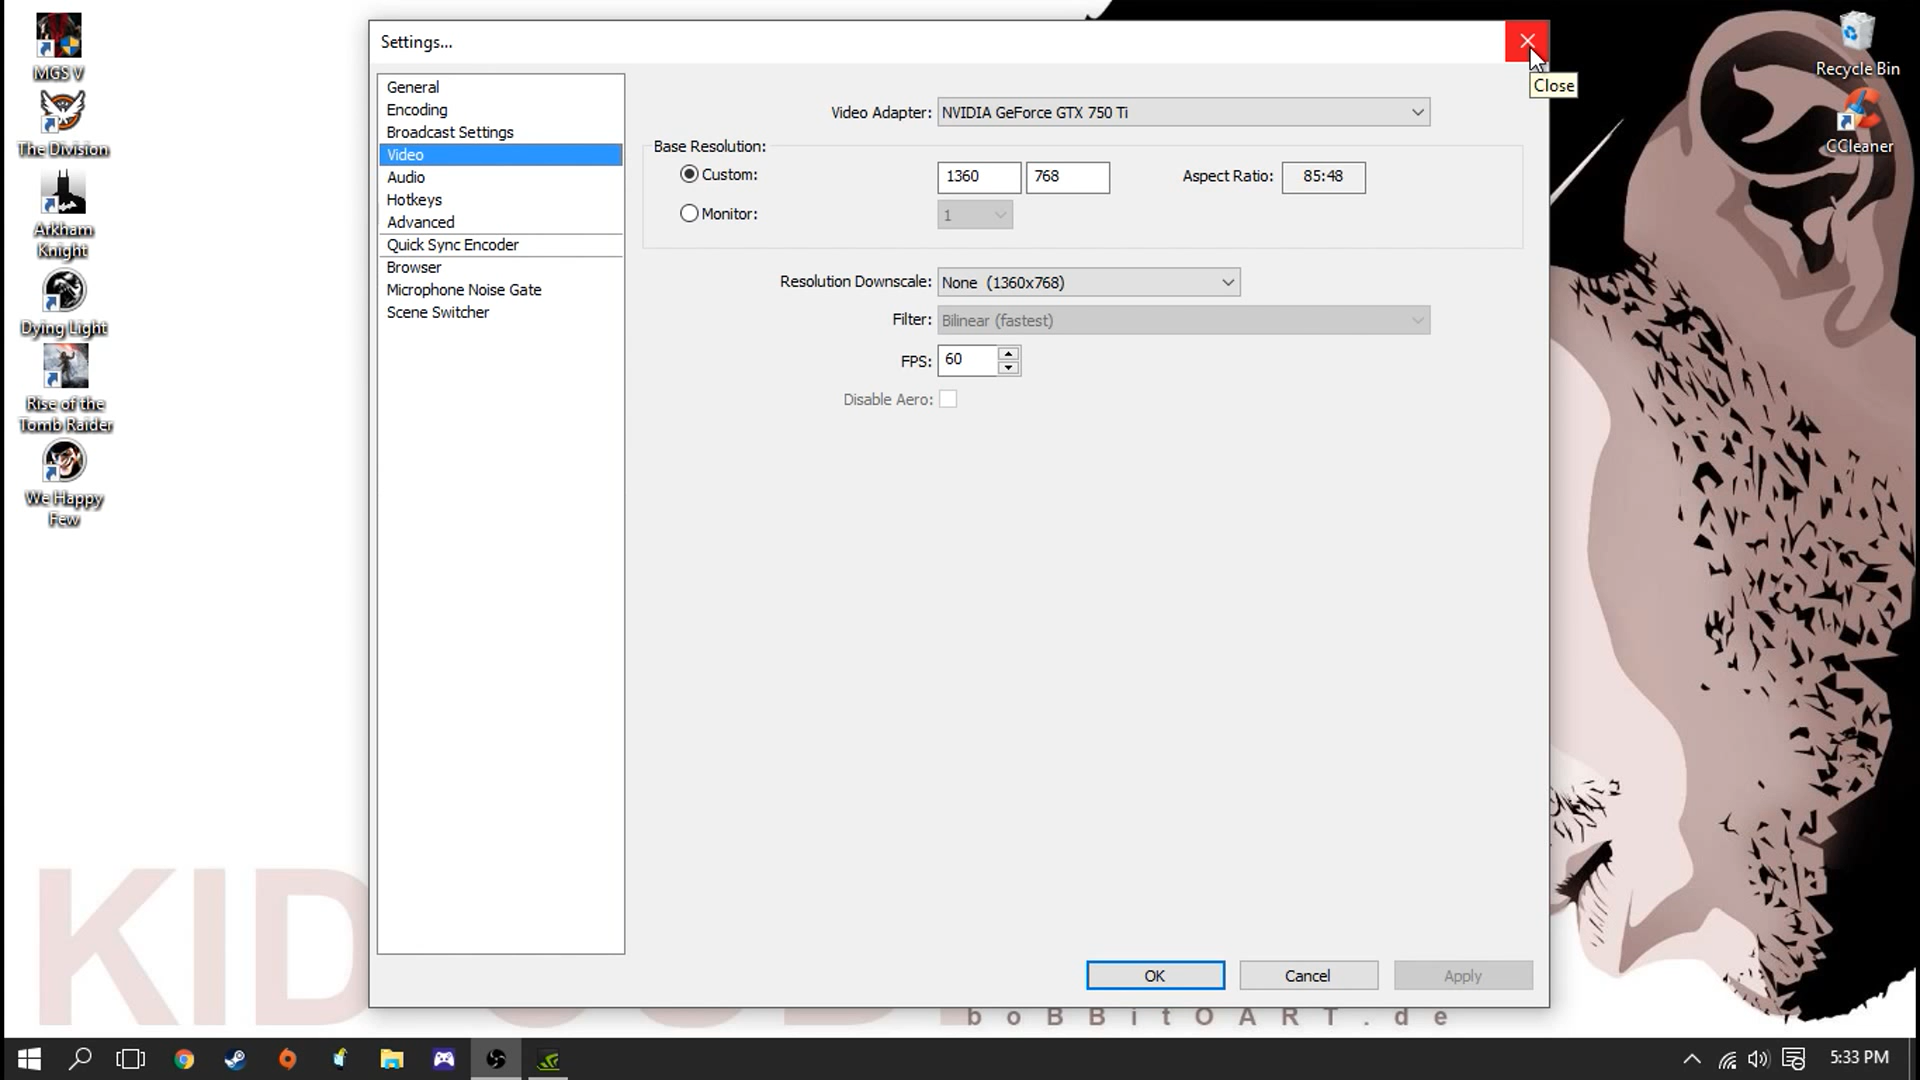 MGS V
The Division
Arkham
Knight
Dying Light
Rise of the
Tomb Raider
We Happy
Few
Settings...
Close
General
Encoding
Broadcast Settings
Video
Audio
Hotkeys
Advanced
Quick Sync Encoder
Browser
Microphone Noise Gate
Scene Switcher
Video Adapter: NVIDIA GeForce GTX 750 Ti
Base Resolution:
Custom: 1360 768 Aspect Ratio: 85:48
Monitor: 1
Resolution Downscale: None (1360x768)
Filter: Bilinear (fastest)
FPS: 60
Disable Aero:
OK Cancel Apply
Recycle Bin
CCleaner
KID
boBBitOART.de
5:33 PM